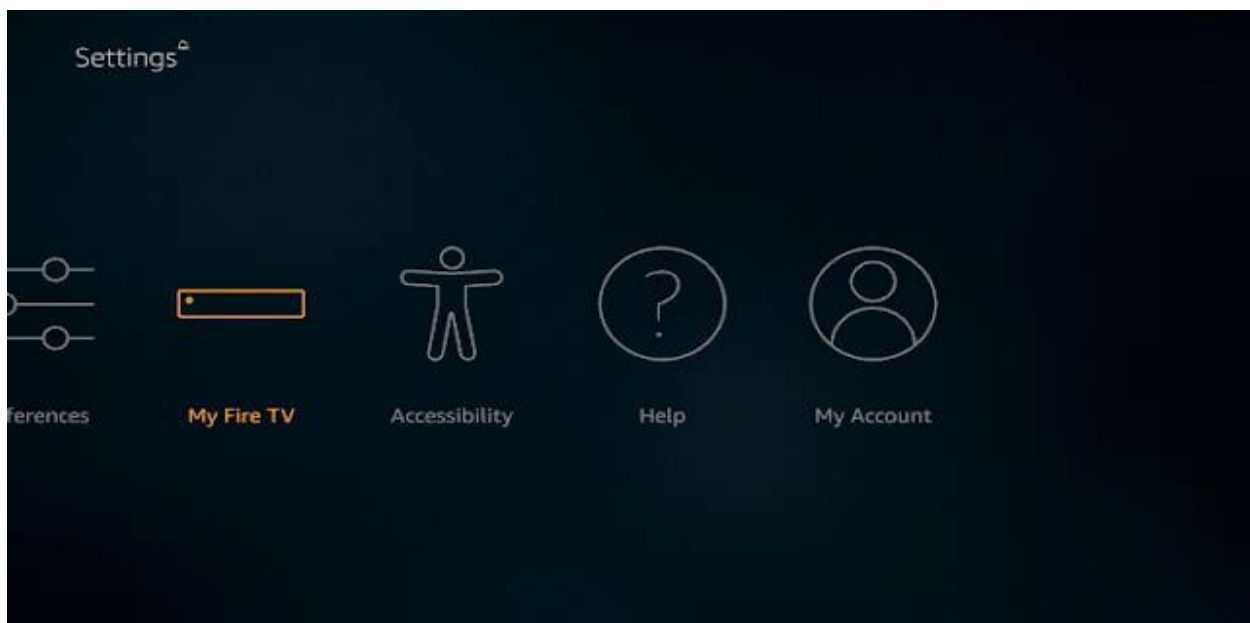 Settings
ferences
My Fire TV
Accessibility
Help
My Account